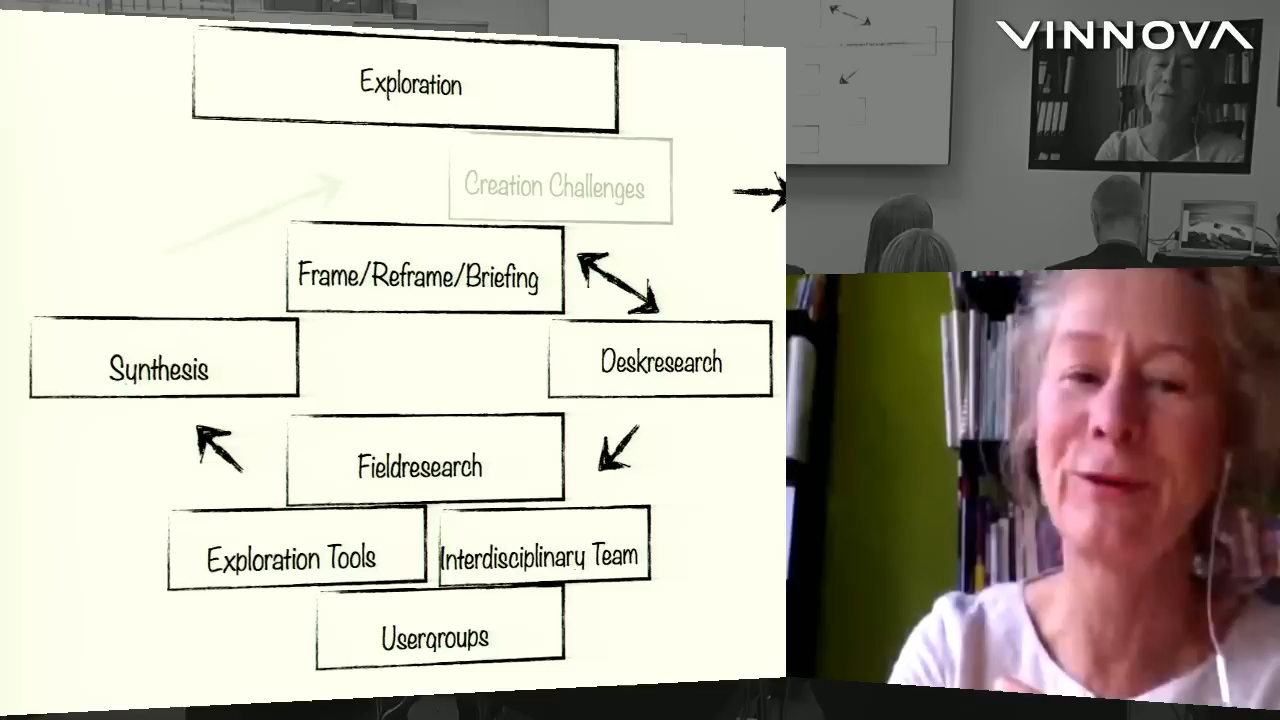 VINNOVA
Exploration
Creation Challenges
Frame/Reframe/Briefing
Synthesis
Deskresearch
Fieldresearch
Exploration Tools
Interdisciplinary Team
Usergroups